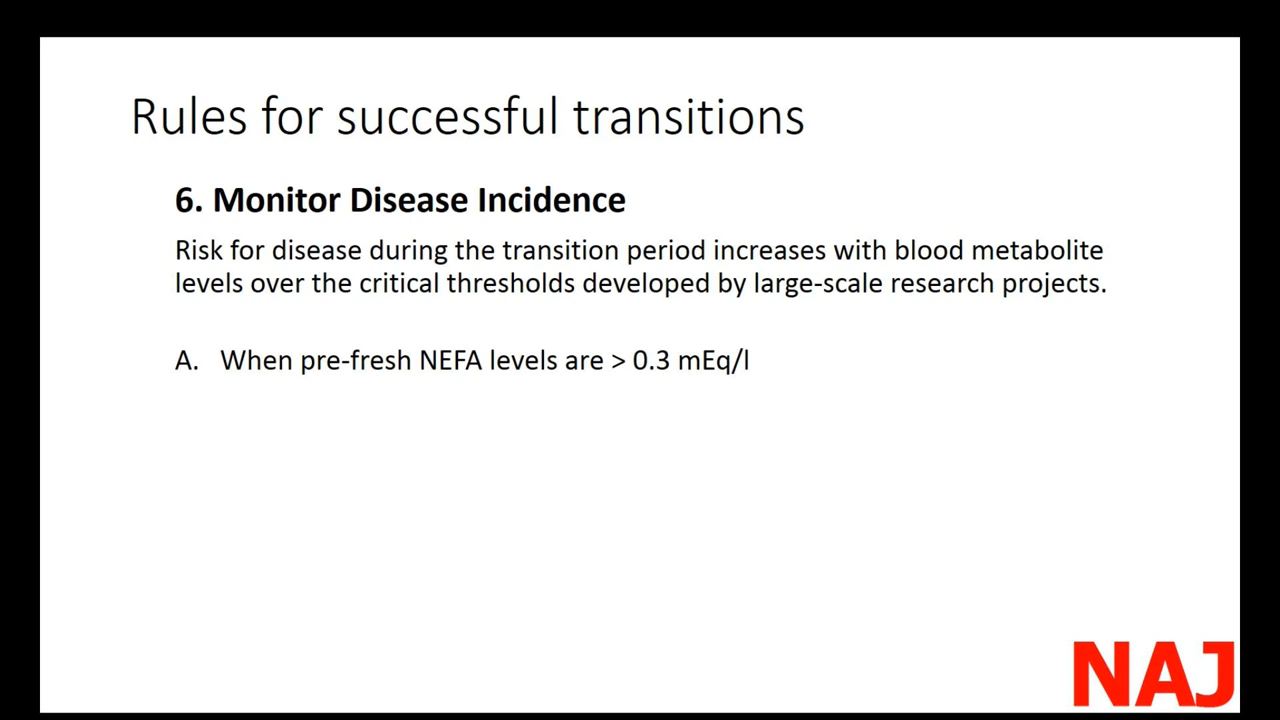 Rules for successful transitions
6. Monitor Disease Incidence
Risk for disease during the transition period increases with blood metabolite
levels over the critical thresholds developed by large-scale research projects.
A. When pre-fresh NEFA levels are > 0.3 mEq/l
NAJ